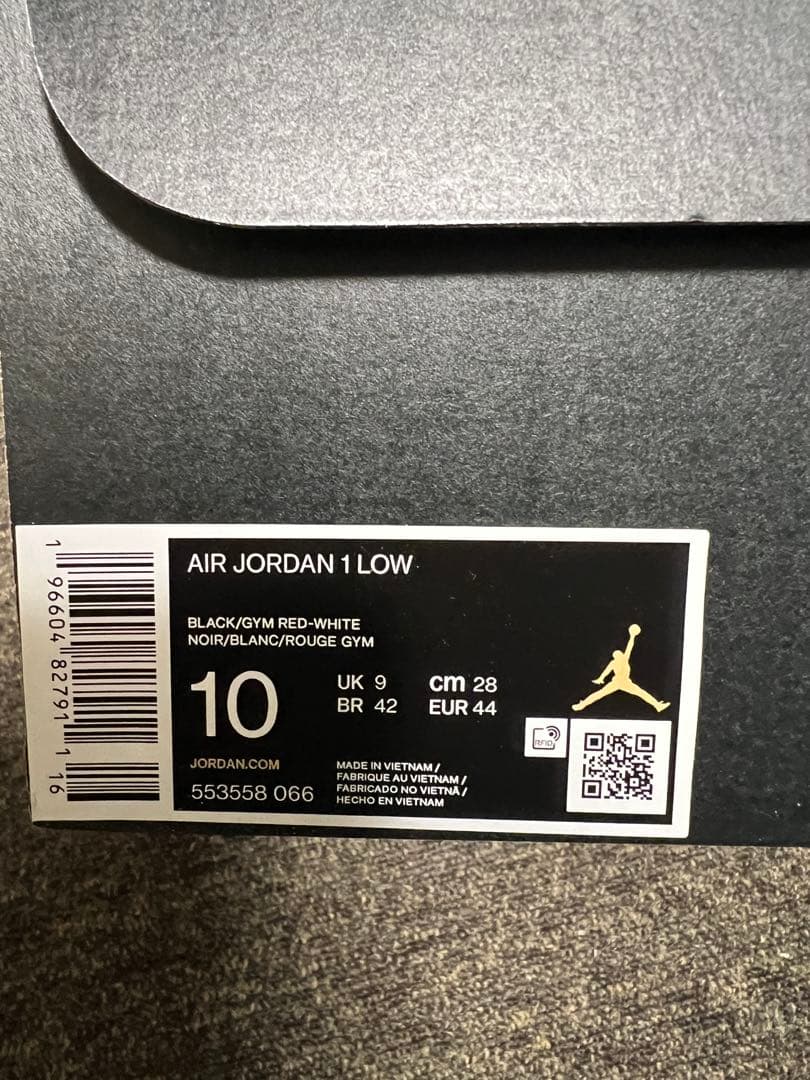 AIR JORDAN 1 LOW
BLACK/GYM RED-WHITE
NOIR/BLANC/ROUGE GYM
10
UK 9
BR 42
cm 28
EUR 44
JORDAN.COM
553558 066
MADE IN VIETNAM /
FABRIQUE AU VIETNAM /
FABRICADO NO VIETNÃ /
HECHO EN VIETNAM
RFID
1 96604 82791 1 16